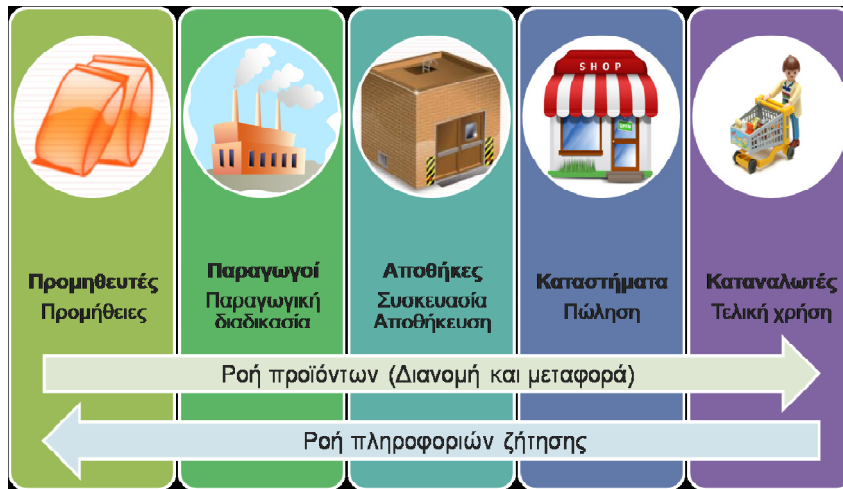 SHOP
OPEN
Προμηθευτές
Προμήθειες
Παραγωγοί
Παραγωγική
διαδικασία
Αποθήκες
Συσκευασία
Αποθήκευση
Καταστήματα
Πώληση
Καταναλωτές
Τελική χρήση
Ροή προϊόντων (Διανομή και μεταφορά)
Ροή πληροφοριών ζήτησης